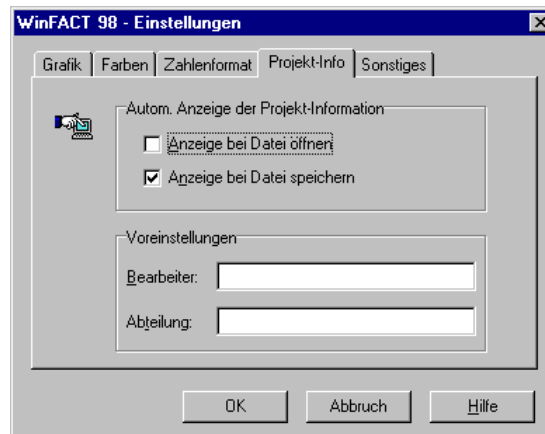 WinFACT 98 - Einstellungen
Grafik Farben Zahlenformat Projekt-Info Sonstiges
Autom. Anzeige der Projekt-Information
Anzeige bei Datei öffnen
Anzeige bei Datei speichern
Voreinstellungen
Bearbeiter:
Abteilung:
OK Abbruch Hilfe